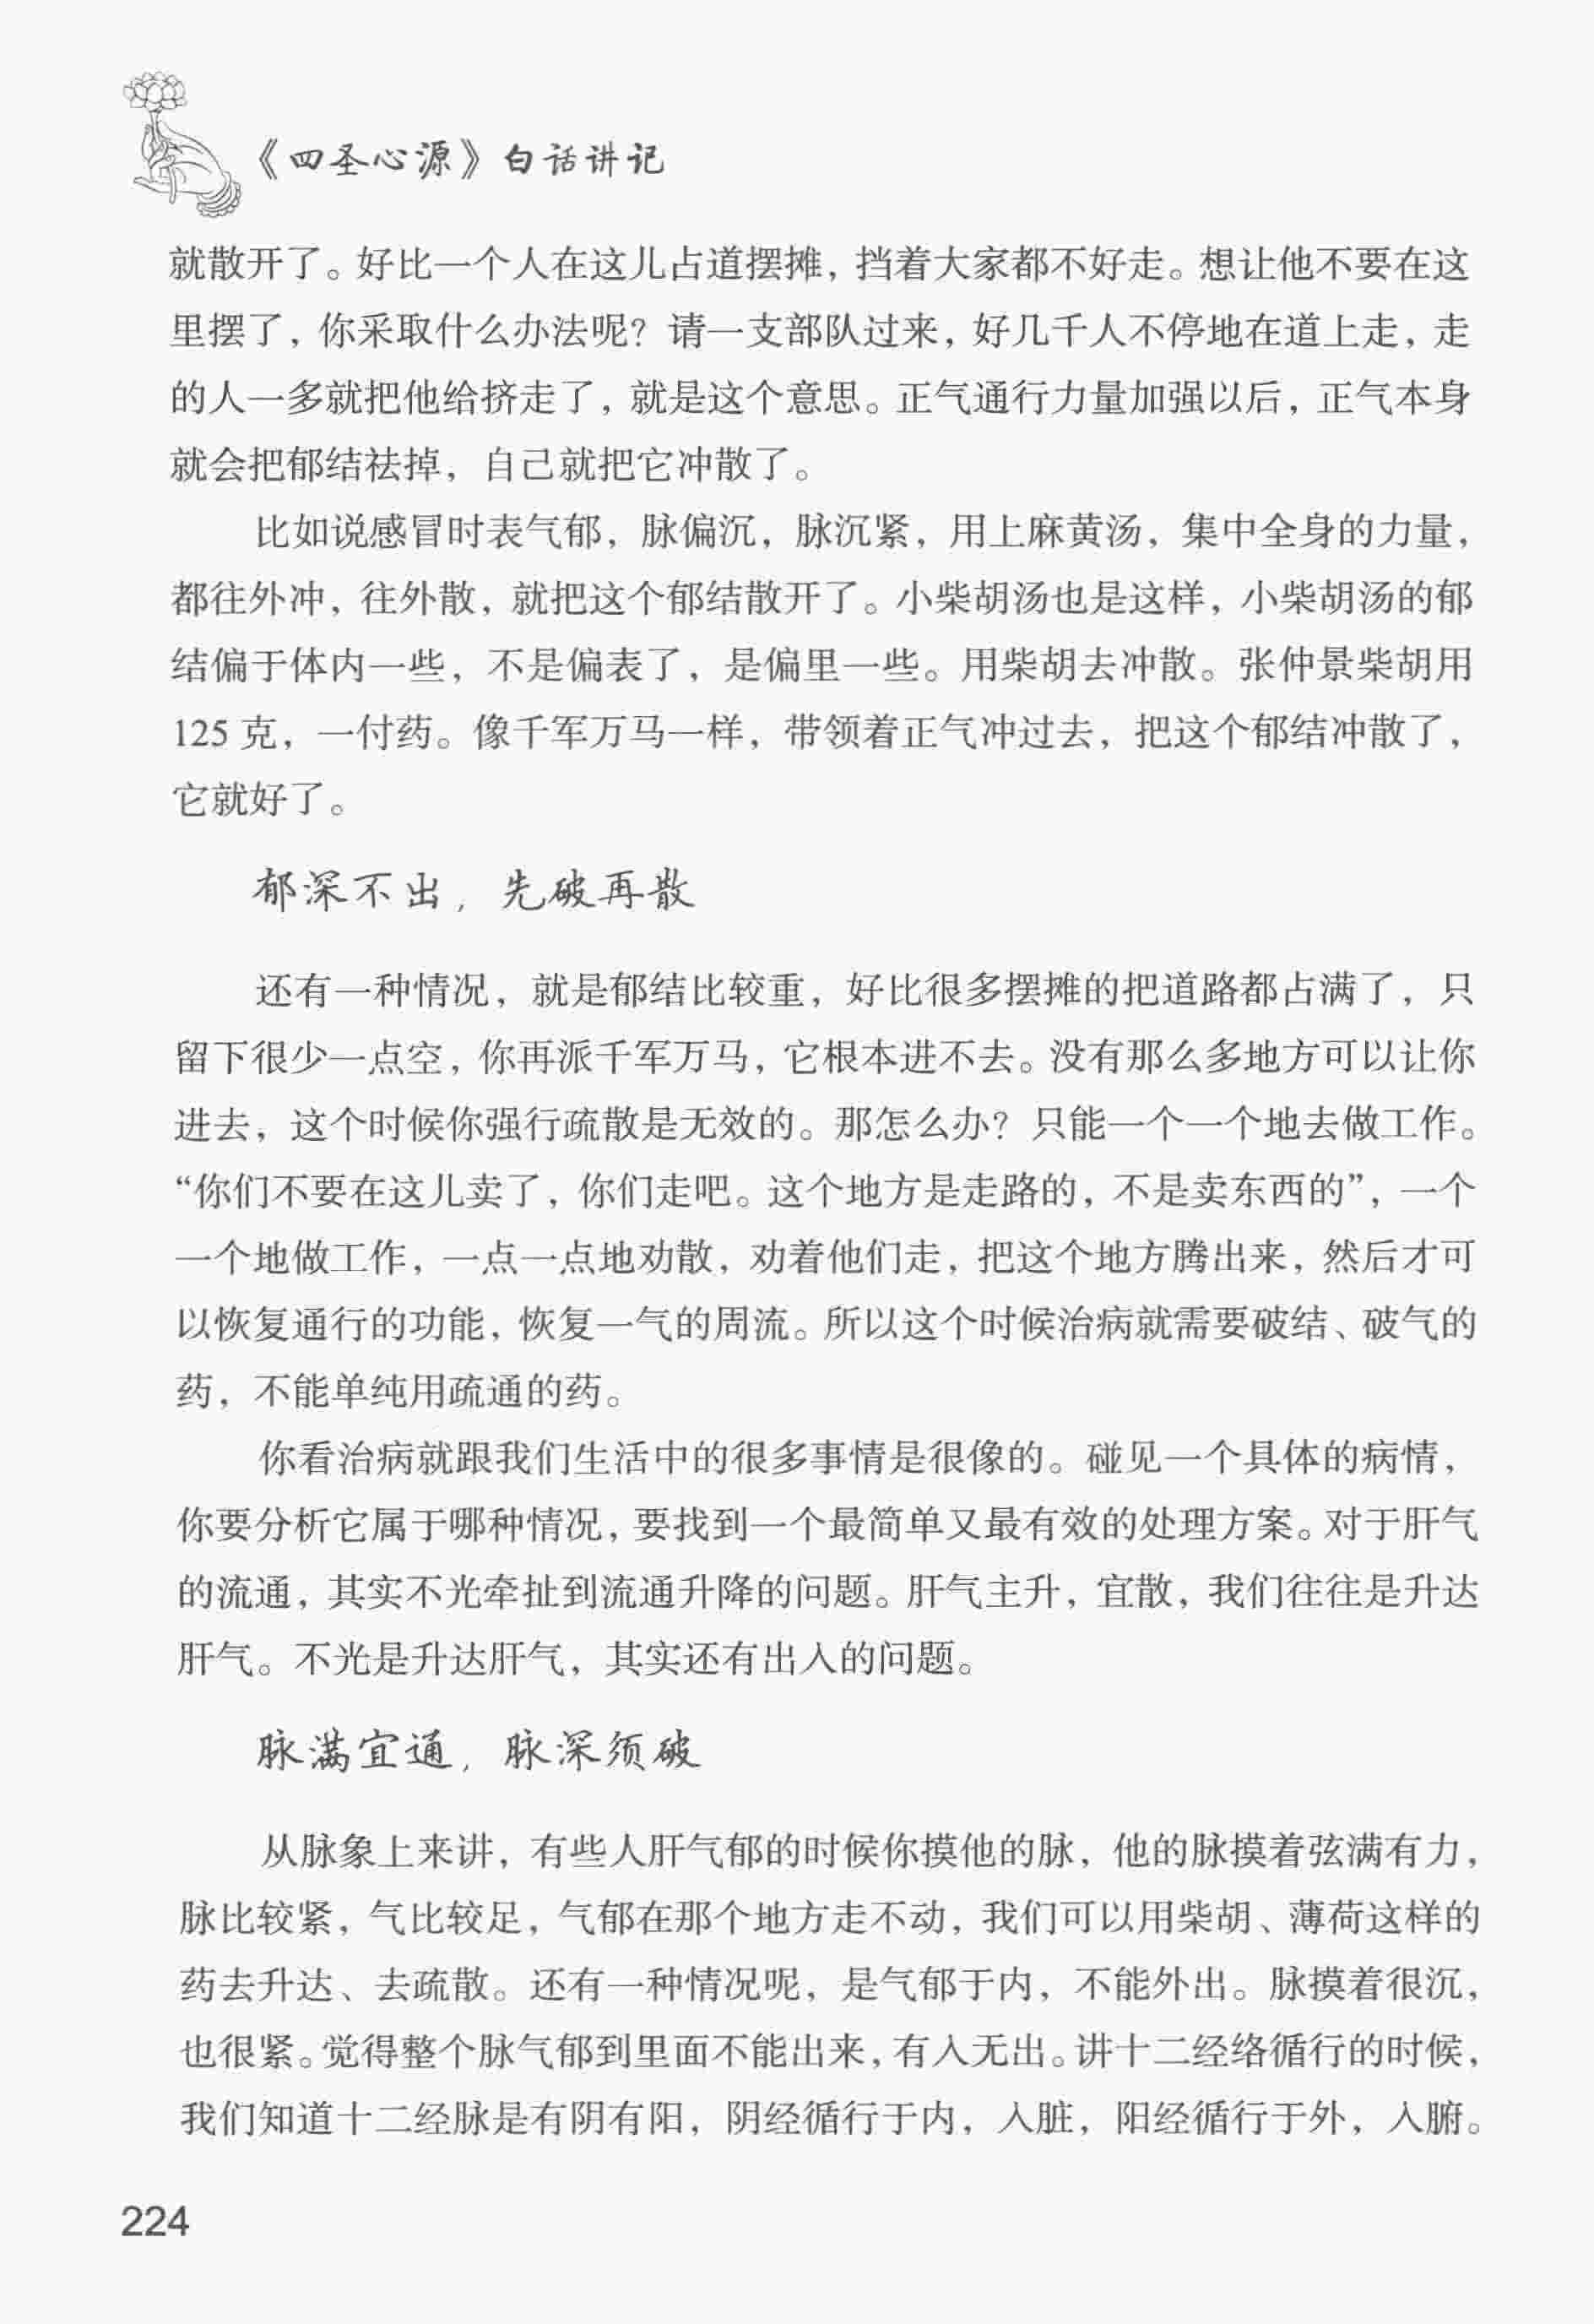 《四圣心源》白话讲记
就散开了。好比一个人在这儿占道摆摊，挡着大家都不好走。想让他不要在这
里摆了，你采取什么办法呢？请一支部队过来，好几千人不停地在道上走，走
的人一多就把他给挤走了，就是这个意思。正气通行力量加强以后，正气本身
就会把郁结祛掉，自己就把它冲散了。
比如说感冒时表气郁，脉偏沉，脉沉紧，用上麻黄汤，集中全身的力量，
都往外冲，往外散，就把这个郁结散开了。小柴胡汤也是这样，小柴胡汤的郁
结偏于体内一些，不是偏表了，是偏里一些。用柴胡去冲散。张仲景柴胡用
125 克，一付药。像千军万马一样，带领着正气冲过去，把这个郁结冲散了，
它就好了。
郁深不出，先破再散
还有一种情况，就是郁结比较重，好比很多摆摊的把道路都占满了，只
留下很少一点空，你再派千军万马，它根本进不去。没有那么多地方可以让你
进去，这个时候你强行疏散是无效的。那怎么办？只能一个一个地去做工作。
“你们不要在这儿卖了，你们走吧。这个地方是走路的，不是卖东西的”，一个
一个地做工作，一点一点地劝散，劝着他们走，把这个地方腾出来，然后才可
以恢复通行的功能，恢复一气的周流。所以这个时候治病就需要破结、破气的
药，不能单纯用疏通的药。
你看治病就跟我们生活中的很多事情是很像的。碰见一个具体的病情，
你要分析它属于哪种情况，要找到一个最简单又最有效的处理方案。对于肝气
的流通，其实不光牵扯到流通升降的问题。肝气主升，宜散，我们往往是升达
肝气。不光是升达肝气，其实还有出入的问题。
脉满宜通，脉深须破
从脉象上来讲，有些人肝气郁的时候你摸他的脉，他的脉摸着弦满有力，
脉比较紧，气比较足，气郁在那个地方走不动，我们可以用柴胡、薄荷这样的
药去升达、去疏散。还有一种情况呢，是气郁于内，不能外出。脉摸着很沉，
也很紧。觉得整个脉气郁到里面不能出来，有入无出。讲十二经络循行的时候，
我们知道十二经脉是有阴有阳，阴经循行于内，入脏，阳经循行于外，入腑。
224